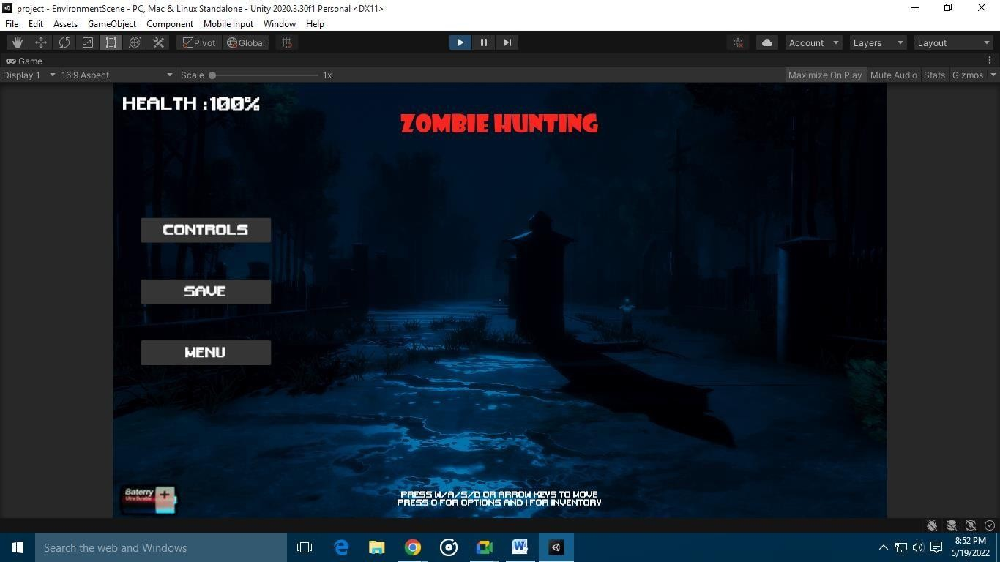 project - EnvironmentScene - PC, Mac & Linux Standalone - Unity 2020.3.30f1 Personal <DX11>
File Edit Assets GameObject Component Mobile Input Window Help
Pivot Global Account Layers Layout
Game
Display 1 16:9 Aspect Scale 1x Maximize On Play Mute Audio Stats Gizmos
HEALTH :100%
ZOMBIE HUNTING
CONTROLS
SAVE
MENU
Baterry
Ultra Durable
PRESS W/A/S/D OR ARROW KEYS TO MOVE
PRESS O FOR OPTIONS AND I FOR INVENTORY
Search the web and Windows
8:52 PM
5/19/2022